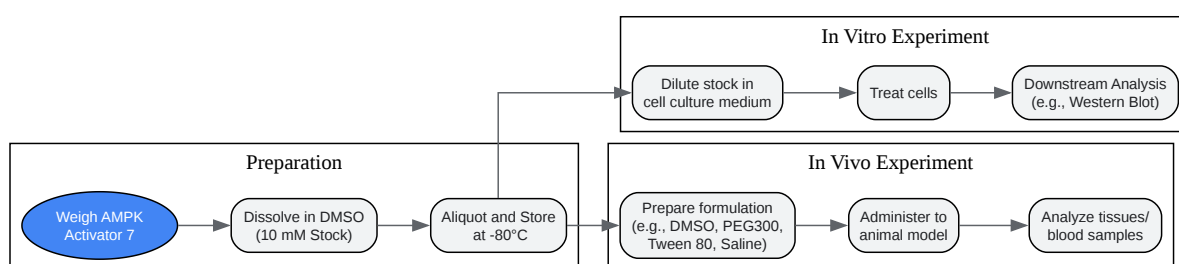 In Vitro Experiment
Dilute stock in
cell culture medium
Treat cells
Downstream Analysis
(e.g., Western Blot)
Preparation
Weigh AMPK
Activator 7
Dissolve in DMSO
(10 mM Stock)
Aliquot and Store
at -80°C
In Vivo Experiment
Prepare formulation
(e.g., DMSO, PEG300,
Tween 80, Saline)
Administer to
animal model
Analyze tissues/
blood samples